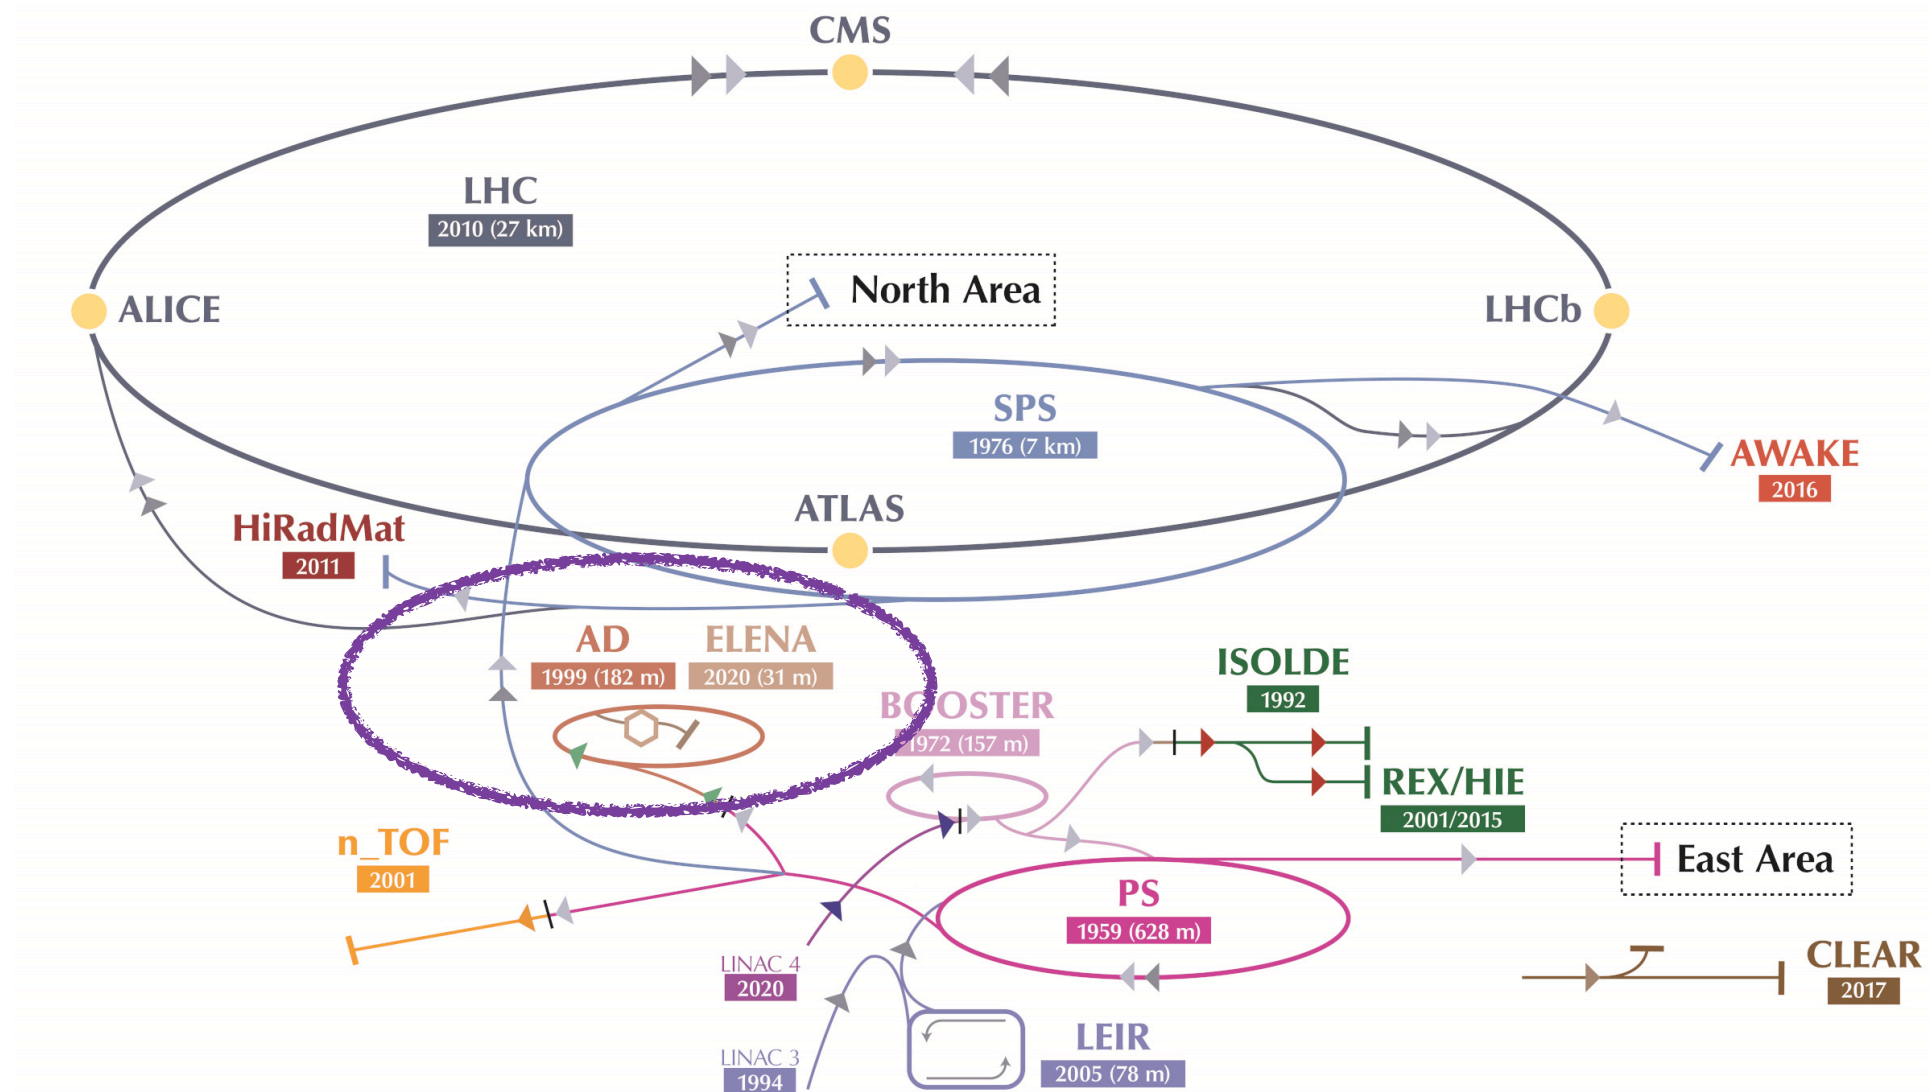 CMS
LHC
2010 (27 km)
North Area
ALICE
LHCb
SPS
1976 (7 km)
AWAKE
2016
ATLAS
HiRadMat
2011
AD
1999 (182 m)
ELENA
2020 (31 m)
ISOLDE
1992
BOOSTER
1972 (157 m)
REX/HIE
2001/2015
n_TOF
2001
East Area
PS
1959 (628 m)
LINAC 4
2020
CLEAR
2017
LEIR
2005 (78 m)
LINAC 3
1994